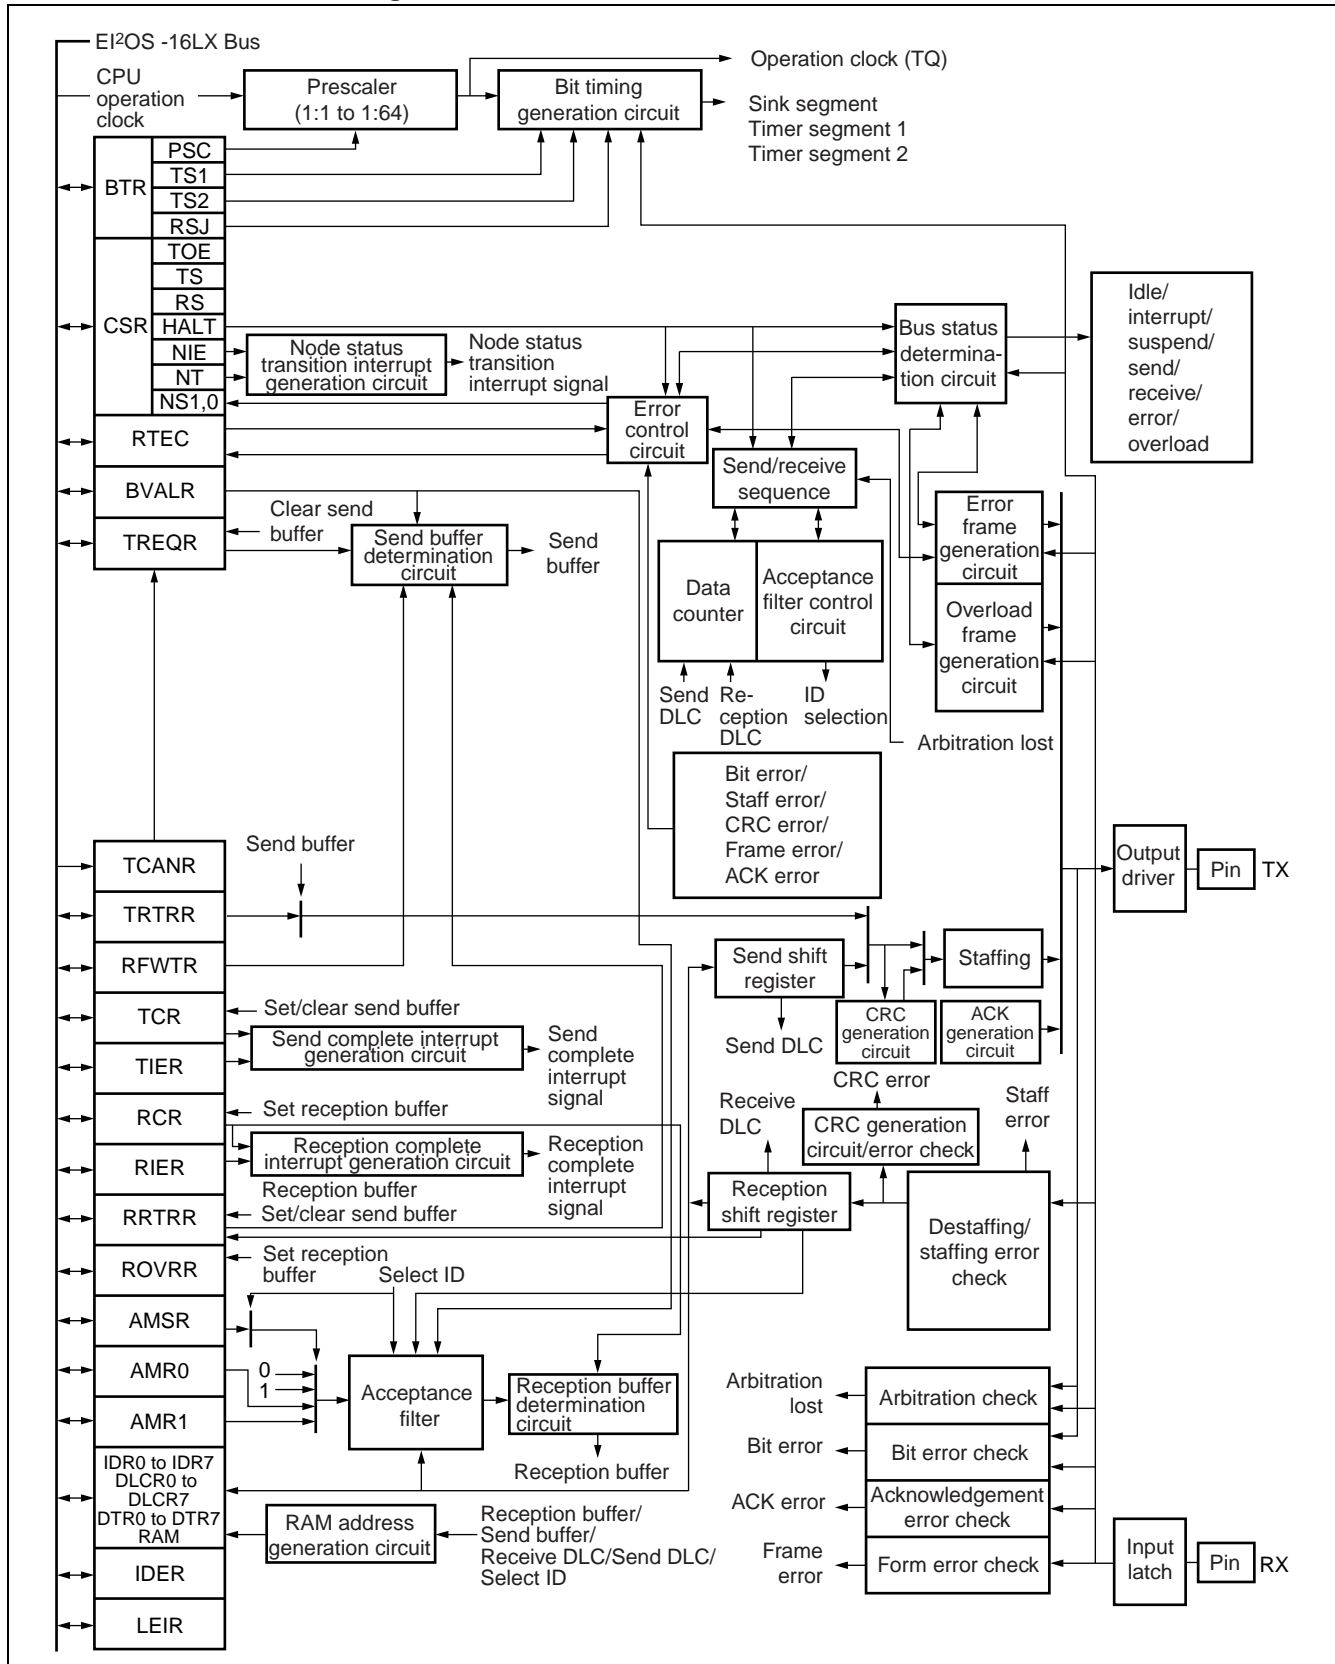 EI²OS -16LX Bus
CPU
operation
clock
Prescaler
(1:1 to 1:64)
Bit timing
generation circuit
Operation clock (TQ)
Sink segment
Timer segment 1
Timer segment 2
BTR
PSC
TS1
TS2
RSJ
CSR
TOE
TS
RS
HALT
NIE
NT
NS1,0
Node status
transition interrupt
generation circuit
Node status
transition
interrupt signal
Bus status
determina-
tion circuit
Idle/
interrupt/
suspend/
send/
receive/
error/
overload
RTEC
Error
control
circuit
BVALR
Send/receive
sequence
TREQR
Clear send
buffer
Send buffer
determination
circuit
Send
buffer
Data
counter
Acceptance
filter control
circuit
Error
frame
generation
circuit
Overload
frame
generation
circuit
Send
DLC
Re-
ception
DLC
ID
selection
Arbitration lost
Bit error/
Staff error/
CRC error/
Frame error/
ACK error
TCANR
Send buffer
Output
driver
Pin
TX
TRTRR
RFWTR
Send shift
register
Staffing
TCR
Set/clear send buffer
Send complete interrupt
generation circuit
Send
complete
interrupt
signal
Send DLC
CRC
generation
circuit
ACK
generation
circuit
TIER
CRC error
Staff
error
RCR
Set reception buffer
Receive
DLC
CRC generation
circuit/error check
RIER
Reception complete
interrupt generation circuit
Reception
complete
interrupt
signal
Reception buffer
RRTRR
Set/clear send buffer
Reception
shift register
Destaffing/
staffing error
check
ROVRR
Set reception
buffer
Select ID
AMSR
AMR0
0
1
Acceptance
filter
Reception buffer
determination
circuit
Arbitration
lost
Arbitration check
AMR1
Bit error
Bit error check
Reception buffer
IDR0 to IDR7
DLCR0 to
DLCR7
DTR0 to DTR7
RAM
RAM address
generation circuit
Reception buffer/
Send buffer/
Receive DLC/Send DLC/
Select ID
ACK error
Acknowledgement
error check
Frame
error
Form error check
Input
latch
Pin
RX
IDER
LEIR